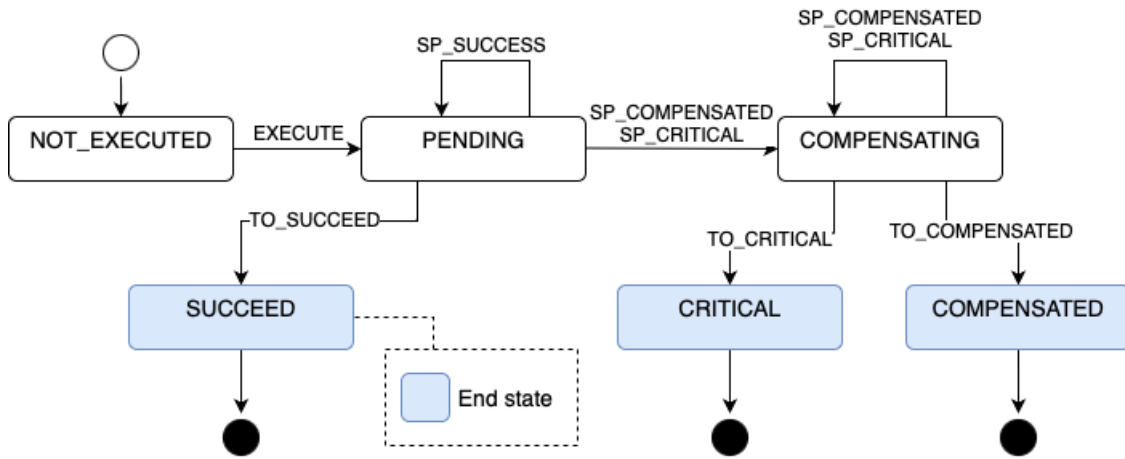 SP_COMPENSATED
SP_CRITICAL
SP_SUCCESS
NOT_EXECUTED
EXECUTE
PENDING
SP_COMPENSATED
SP_CRITICAL
COMPENSATING
TO_SUCCEED
TO_CRITICAL
TO_COMPENSATED
SUCCEED
CRITICAL
COMPENSATED
End state